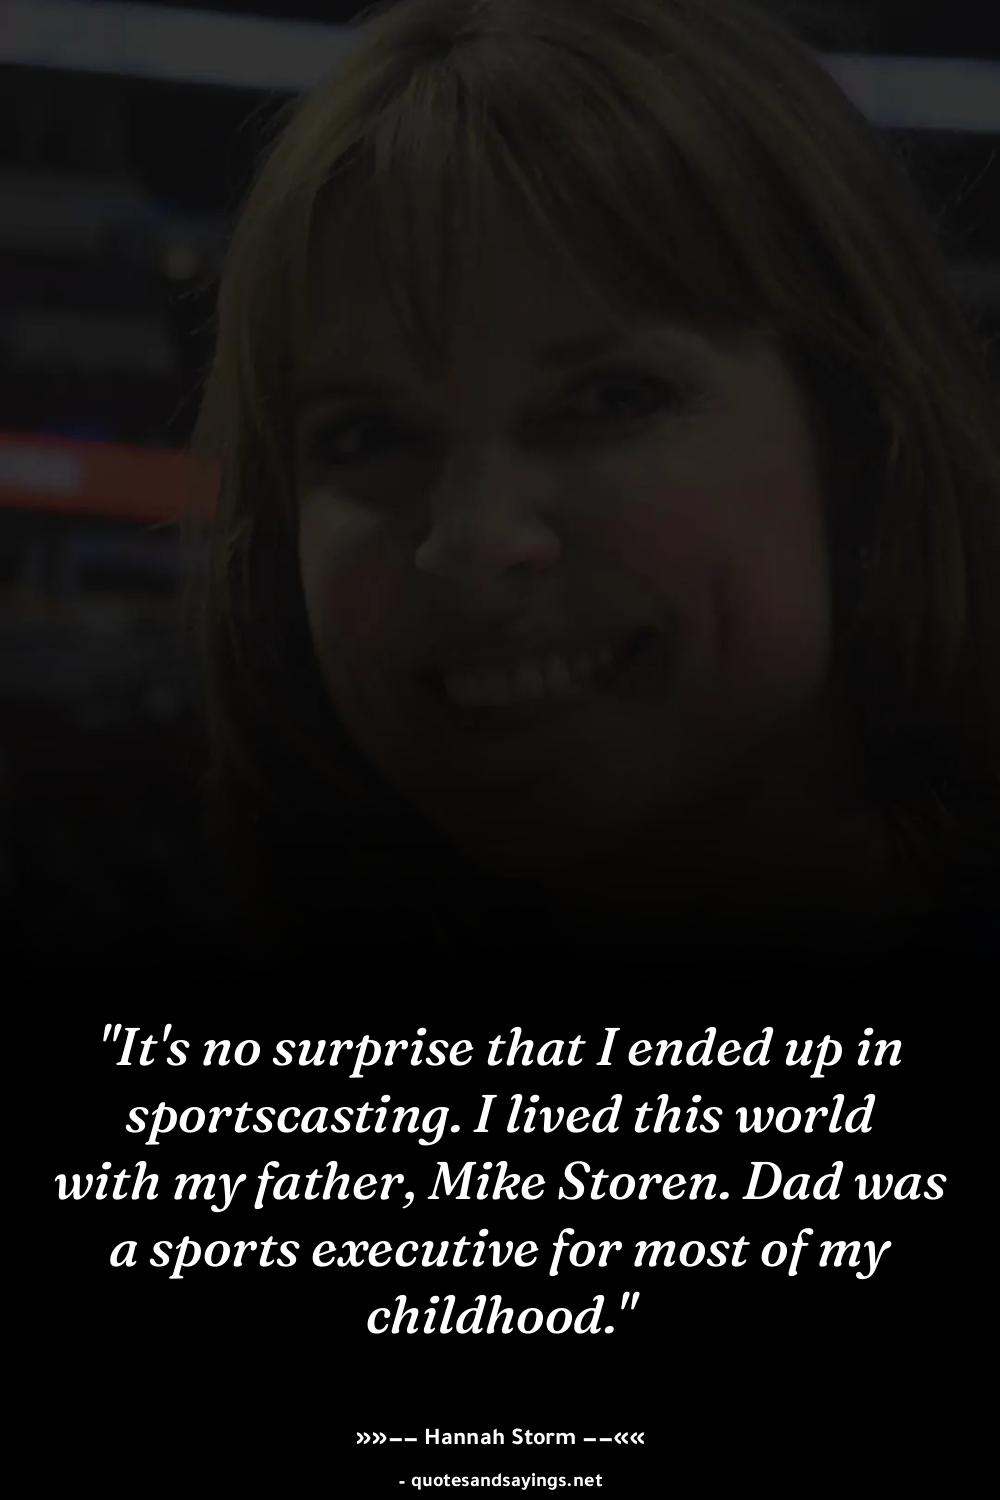 "It's no surprise that I ended up in
sportscasting. I lived this world
with my father, Mike Storen. Dad was
a sports executive for most of my
childhood."
»»–– Hannah Storm ––««
- quotesandsayings.net